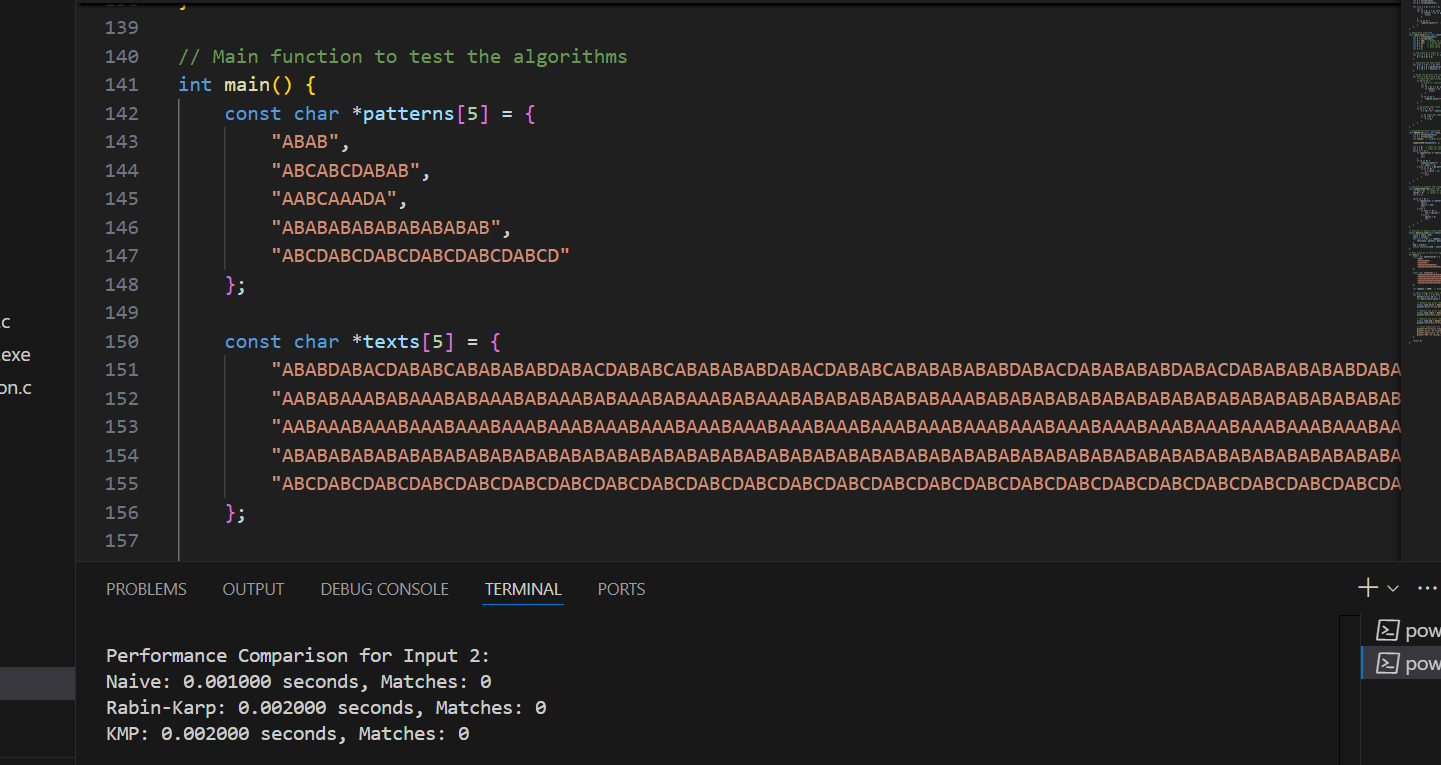 .c
.exe
on.c
139
140 // Main function to test the algorithms
141 int main() {
142 const char *patterns[5] = {
143 "ABAB",
144 "ABCABCDABAB",
145 "AABCAAADA",
146 "ABABABABABABABABAB",
147 "ABCDABCDABCDABCDABCDABCD"
148 };
149
150 const char *texts[5] = {
151 "ABABDABACDABABCABABABABDABACDABABCABABABABDABACDABABCABABABABABDABACDABABABABDABACDABABABABABDABA
152 "AABABAAABABAAABABAAABABAAABABAAABABAAABABAAABABABABABABABAAABABABABABABABABABABABABABABABABABABAB
153 "AABAAABAAABAAABAAABAAABAAABAAABAAABAAABAAABAAABAAABAAABAAABAAABAAABAAABAAABAAABAAABAAABAAABAAABAA
154 "ABABABABABABABABABABABABABABABABABABABABABABABABABABABABABABABABABABABABABABABABABABABABABABABABA
155 "ABCDABCDABCDABCDABCDABCDABCDABCDABCDABCDABCDABCDABCDABCDABCDABCDABCDABCDABCDABCDABCDABCDABCDABCDA
156 };
157
PROBLEMS OUTPUT DEBUG CONSOLE TERMINAL PORTS
Performance Comparison for Input 2:
Naive: 0.001000 seconds, Matches: 0
Rabin-Karp: 0.002000 seconds, Matches: 0
KMP: 0.002000 seconds, Matches: 0
pow
pow